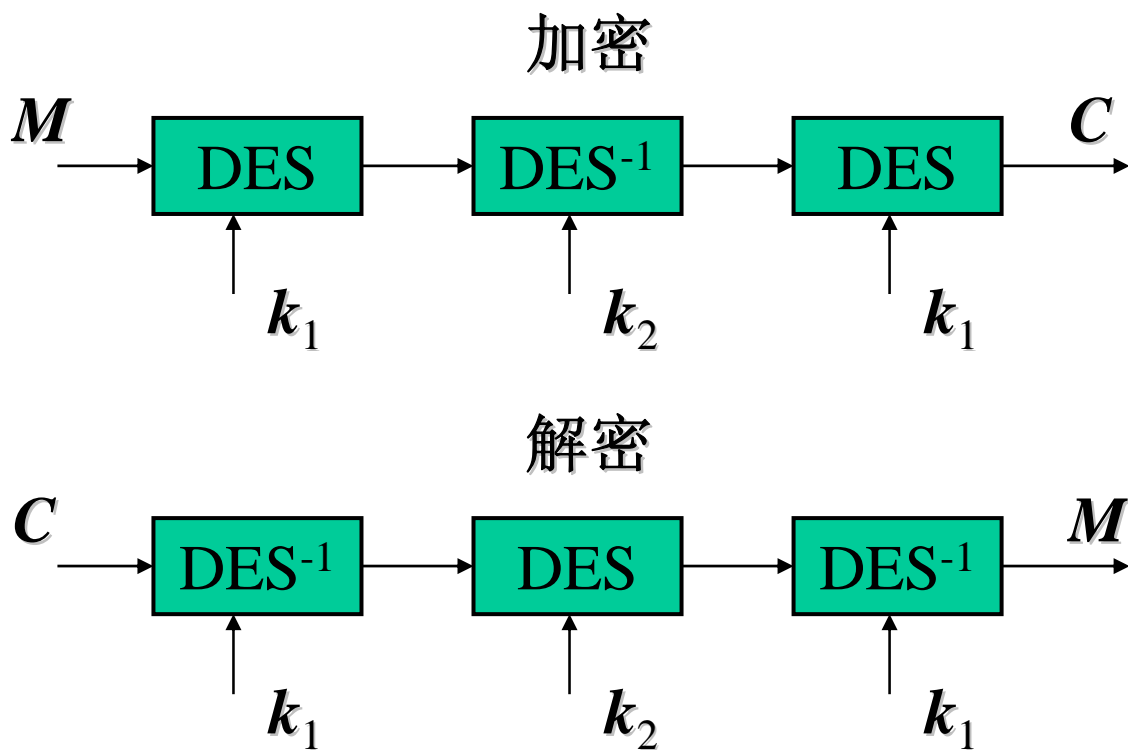 加密
M DES DES⁻¹ DES C
k₁ k₂ k₁
解密
C DES⁻¹ DES DES⁻¹ M
k₁ k₂ k₁